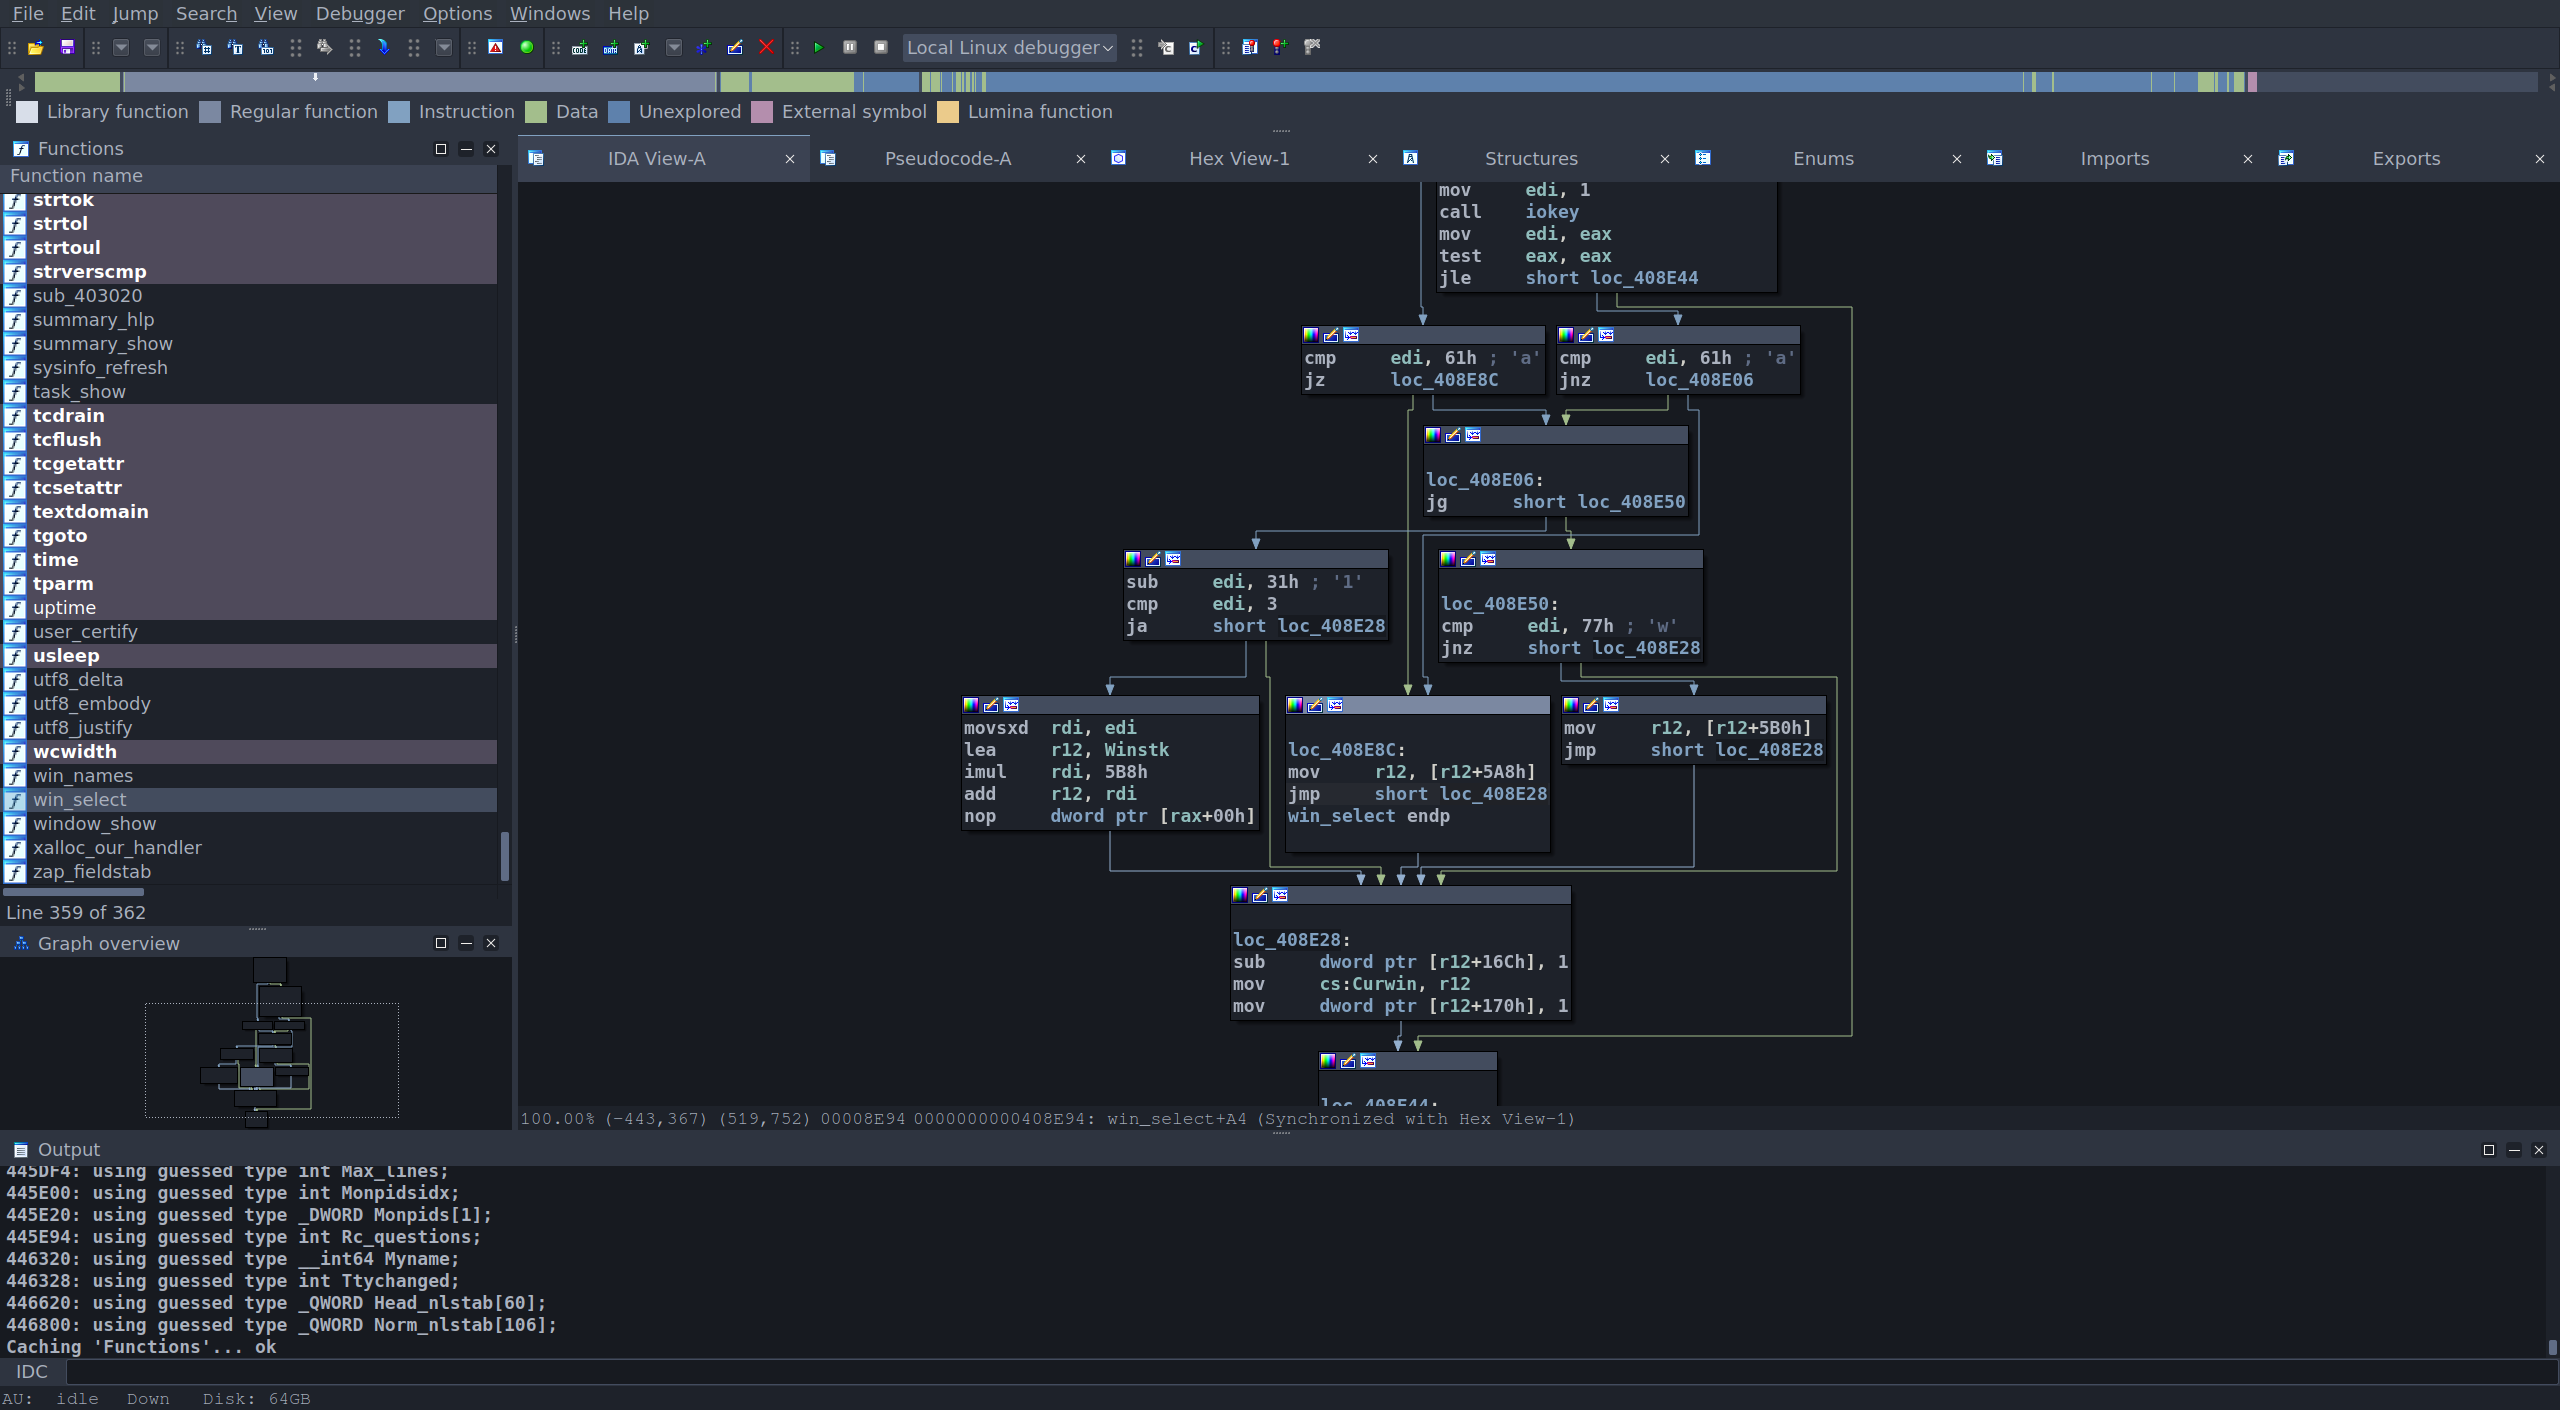 File Edit Jump Search View Debugger Options Windows Help
Local Linux debugger
Library function Regular function Instruction Data Unexplored External symbol Lumina function
Functions
Function name
strtok
strtol
strtoul
strverscmp
sub_403020
summary_hlp
summary_show
sysinfo_refresh
task_show
tcdrain
tcflush
tcgetattr
tcsetattr
textdomain
tgoto
time
tparm
uptime
user_certify
usleep
utf8_delta
utf8_embody
utf8_justify
wcwidth
win_names
win_select
window_show
xalloc_our_handler
zap_fieldstab
Line 359 of 362
Graph overview
IDA View-A Pseudocode-A Hex View-1 Structures Enums Imports Exports
mov edi, 1
call iokey
mov edi, eax
test eax, eax
jle short loc_408E44
cmp edi, 61h ; 'a'
jz loc_408E8C
cmp edi, 61h ; 'a'
jnz loc_408E06
loc_408E06:
jg short loc_408E50
sub edi, 31h ; '1'
cmp edi, 3
ja short loc_408E28
loc_408E50:
cmp edi, 77h ; 'w'
jnz short loc_408E28
movsxd rdi, edi
lea r12, Winstk
imul rdi, 5B8h
add r12, rdi
nop dword ptr [rax+00h]
loc_408E8C:
mov r12, [r12+5A8h]
jmp short loc_408E28
win_select endp
mov r12, [r12+5B0h]
jmp short loc_408E28
loc_408E28:
sub dword ptr [r12+16Ch], 1
mov cs:Curwin, r12
mov dword ptr [r12+170h], 1
loc_408E44:
100.00% (-443,367) (519,752) 00008E94 0000000000408E94: win_select+A4 (Synchronized with Hex View-1)
Output
445DF4: using guessed type int Max_lines;
445E00: using guessed type int Monpidsidx;
445E20: using guessed type _DWORD Monpids[1];
445E94: using guessed type int Rc_questions;
446320: using guessed type __int64 Myname;
446328: using guessed type int Ttychanged;
446620: using guessed type _QWORD Head_nlstab[60];
446800: using guessed type _QWORD Norm_nlstab[106];
Caching 'Functions'... ok
IDC
AU: idle Down Disk: 64GB